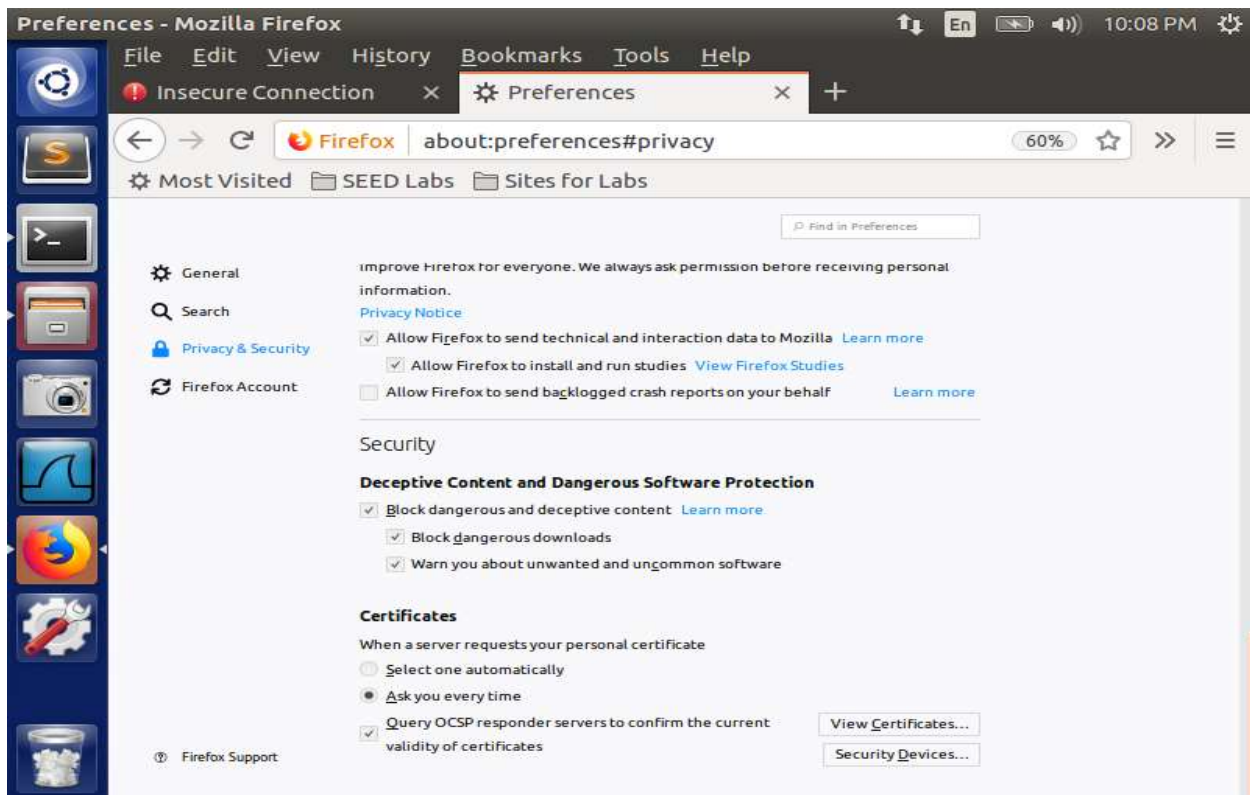 Preferences - Mozilla Firefox
En
10:08 PM
File Edit View History Bookmarks Tools Help
Insecure Connection × Preferences × +
Firefox about:preferences#privacy 60%
Most Visited SEED Labs Sites for Labs
Find in Preferences
General
Search
Privacy & Security
Firefox Account
Firefox Support
improve Firefox for everyone. We always ask permission before receiving personal
information.
Privacy Notice
Allow Firefox to send technical and interaction data to Mozilla Learn more
Allow Firefox to install and run studies View Firefox Studies
Allow Firefox to send backlogged crash reports on your behalf Learn more
Security
Deceptive Content and Dangerous Software Protection
Block dangerous and deceptive content Learn more
Block dangerous downloads
Warn you about unwanted and uncommon software
Certificates
When a server requests your personal certificate
Select one automatically
Ask you every time
Query OCSP responder servers to confirm the current
validity of certificates
View Certificates...
Security Devices...